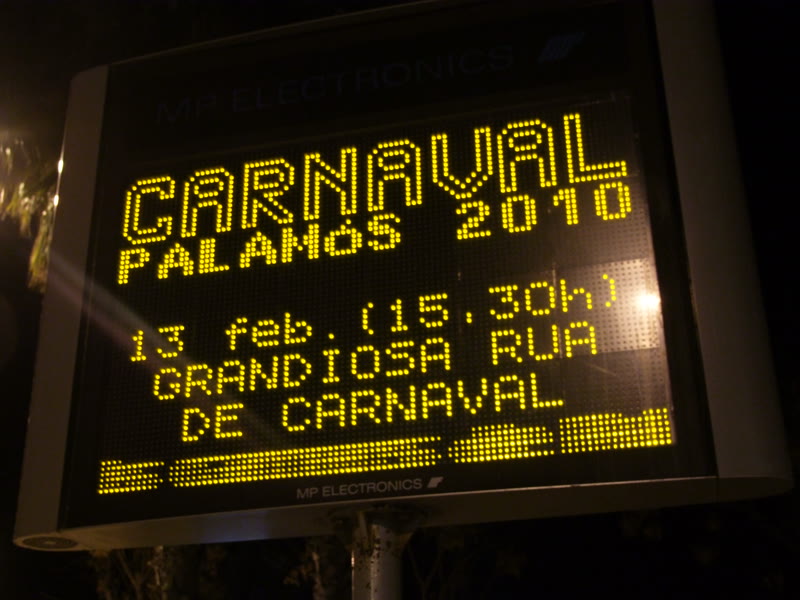 MP ELECTRONICS
CARNAVAL
PALAMóS 2010
13 feb.(15,30h)
GRANDIOSA RUA
DE CARNAVAL
MP ELECTRONICS